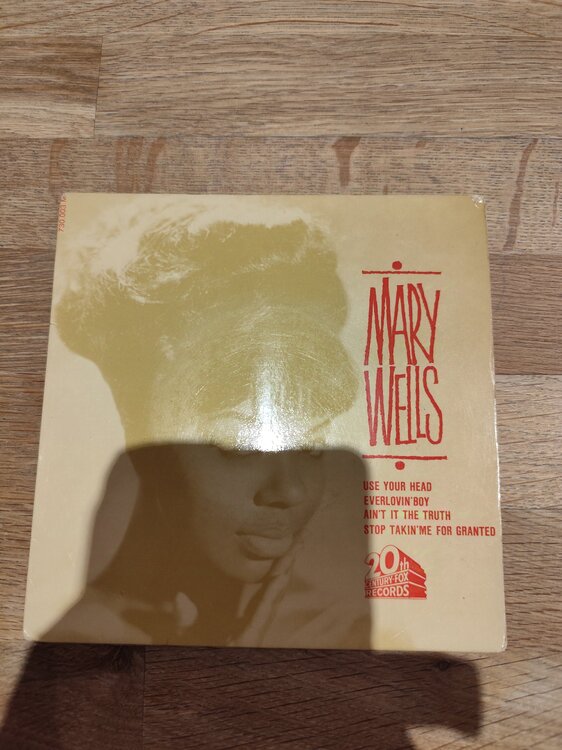 MARY
WELLS
USE YOUR HEAD
EVERLOVIN'BOY
AIN'T IT THE TRUTH
STOP TAKIN'ME FOR GRANTED
20th
CENTURY-FOX
RECORDS